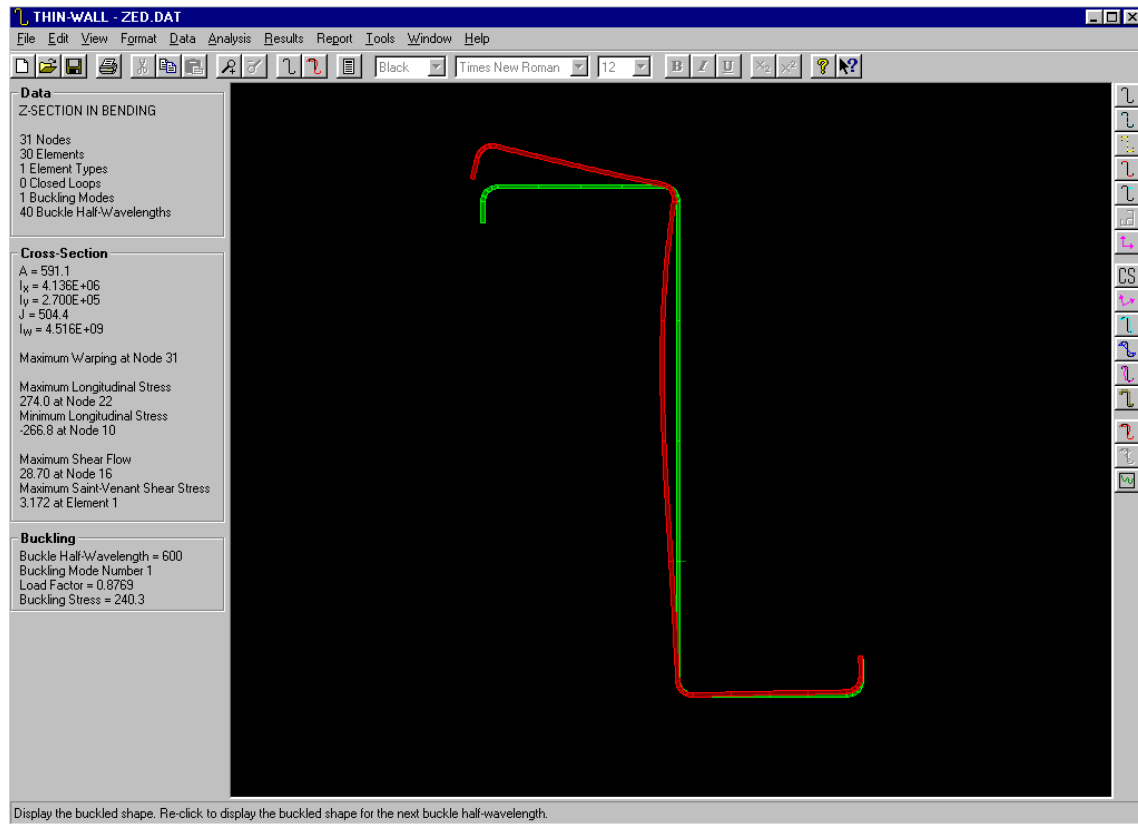 THIN-WALL - ZED.DAT
File Edit View Format Data Analysis Results Report Tools Window Help
Black Times New Roman 12 B I U X₂ x²
Data
Z-SECTION IN BENDING
31 Nodes
30 Elements
1 Element Types
0 Closed Loops
1 Buckling Modes
40 Buckle Half-Wavelengths
Cross-Section
A = 591.1
Ix = 4.136E+06
Iy = 2.700E+05
J = 504.4
Iw = 4.516E+09
Maximum Warping at Node 31
Maximum Longitudinal Stress
274.0 at Node 22
Minimum Longitudinal Stress
-266.8 at Node 10
Maximum Shear Flow
28.70 at Node 16
Maximum Saint-Venant Shear Stress
3.172 at Element 1
Buckling
Buckle Half-Wavelength = 600
Buckling Mode Number 1
Load Factor = 0.8769
Buckling Stress = 240.3
CS
Display the buckled shape. Re-click to display the buckled shape for the next buckle half-wavelength.